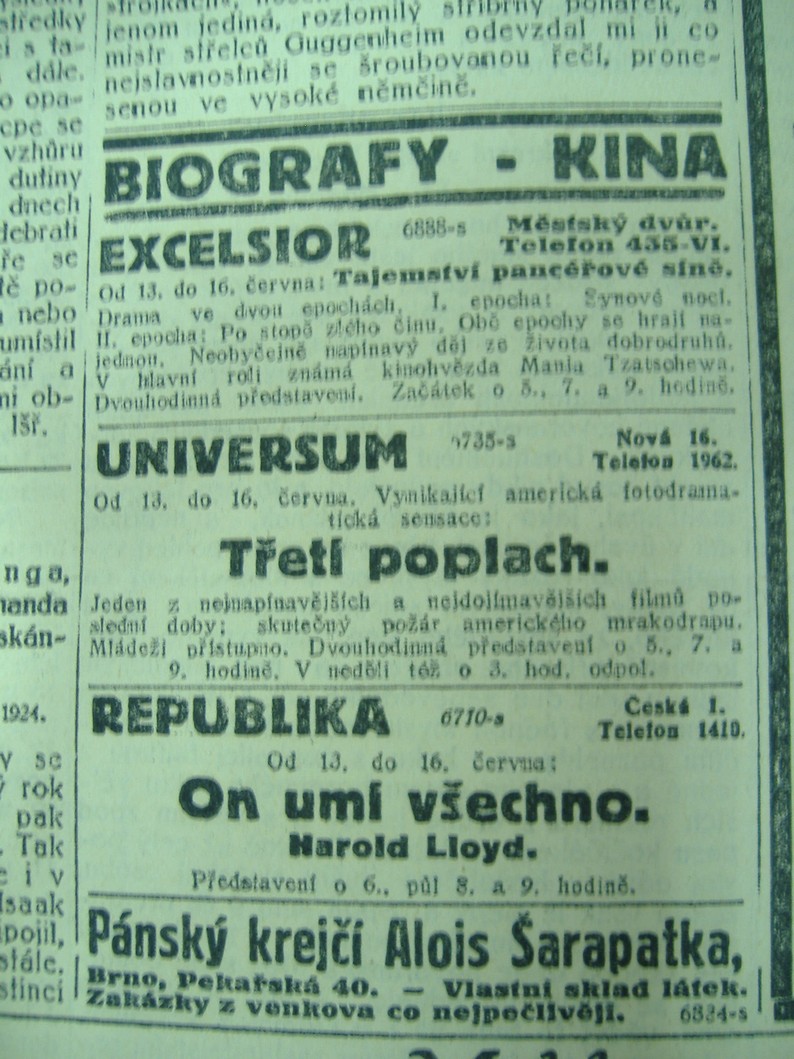 jenom jediná, roztomilý stříbrný pohárek, a
mistr střelců Guggenheim odevzdal mi ji co
nejslavnostněji se šroubovanou řečí, prone-
senou ve vysoké němčině.
BIOGRAFY - KINA
EXCELSIOR 6888-s Městský dvůr.
Telefon 435-VI.
Od 13. do 16. června: Tajemství pancéřové síně.
Drama ve dvou epochách, I. epocha: Synové noci.
II. epocha: Po stopě zlého činu. Obě epochy se hrají na-
jednou. Neobyčejně napínavý děj ze života dobrodruhů.
V hlavní roli známá kinohvězda Mania Tzatschewa.
Dvouhodinná představení. Začátek o 5., 7. a 9. hodině.
UNIVERSUM 6735-s Nová 16.
Telefon 1962.
Od 13. do 16. června. Vynikající americká fotodrama-
tická sensace:
Třetí poplach.
Jeden z nejnapínavějších a nejdojímavějších filmů po-
slední doby; skutečný požár amerického mrakodrapu.
Mládeži přístupno. Dvouhodinná představení o 5., 7. a
9. hodině. V neděli též o 3. hod. odpol.
REPUBLIKA 6710-s Česká 1.
Telefon 1410.
Od 13. do 16. června:
On umí všechno.
Harold Lloyd.
Představení o 6., půl 8. a 9. hodině.
Pánský krejčí Alois Šarapatka,
Brno, Pekařská 40. — Vlastní sklad látek.
Zakázky z venkova co nejpečlivěji. 6834-s